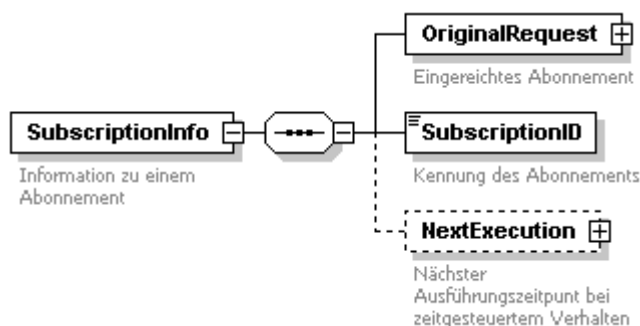 OriginalRequest
Eingereichtes Abonnement
SubscriptionInfo
Information zu einem
Abonnement
SubscriptionID
Kennung des Abonnements
NextExecution
Nächster
Ausführungszeitpunt bei
zeitgesteuertem Verhalten